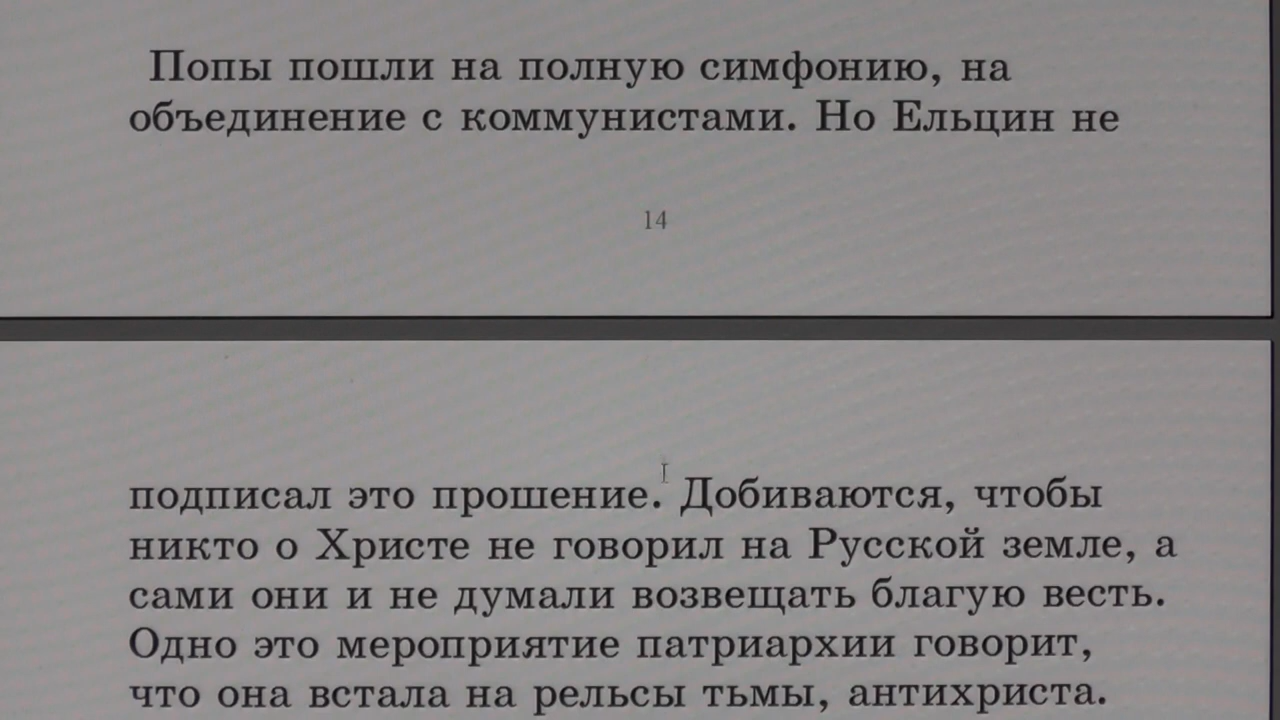 Попы пошли на полную симфонию, на
объединение с коммунистами. Но Ельцин не
14
подписал это прошение. Добиваются, чтобы
никто о Христе не говорил на Русской земле, а
сами они и не думали возвещать благую весть.
Одно это мероприятие патриархии говорит,
что она встала на рельсы тьмы, антихриста.